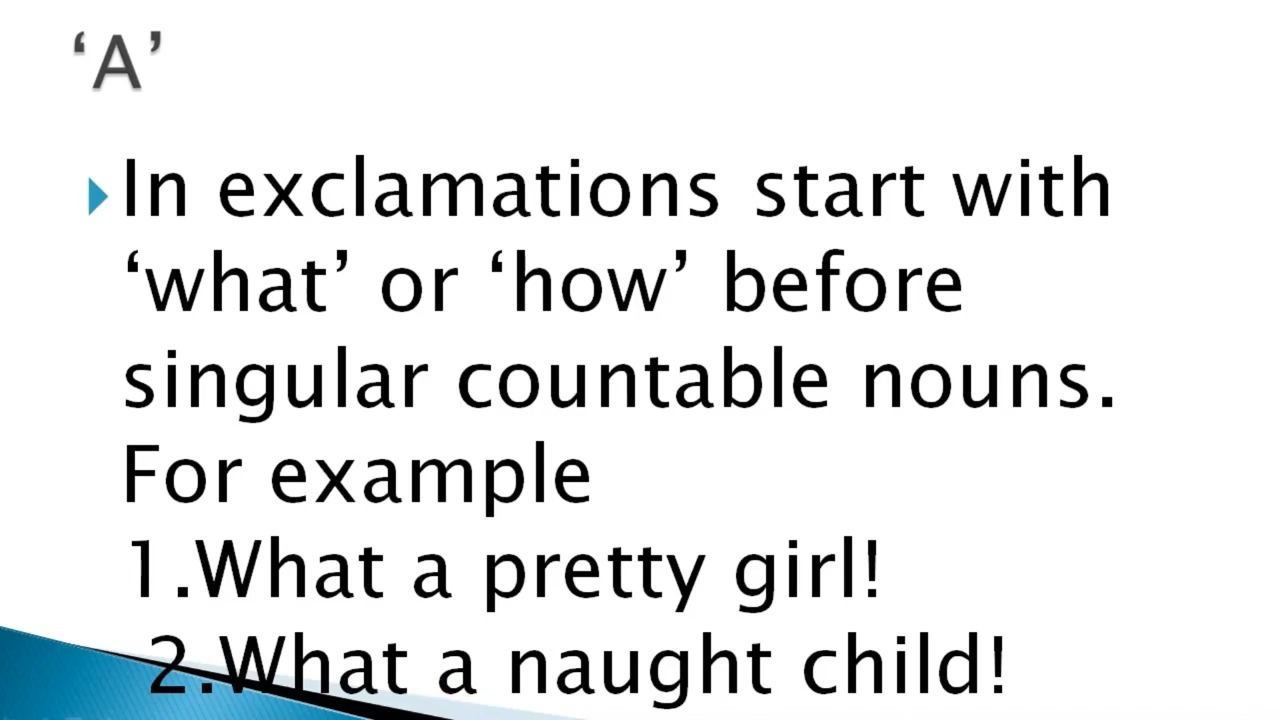 ‘A’
In exclamations start with
‘what’ or ‘how’ before
singular countable nouns.
For example
1.What a pretty girl!
2.What a naught child!